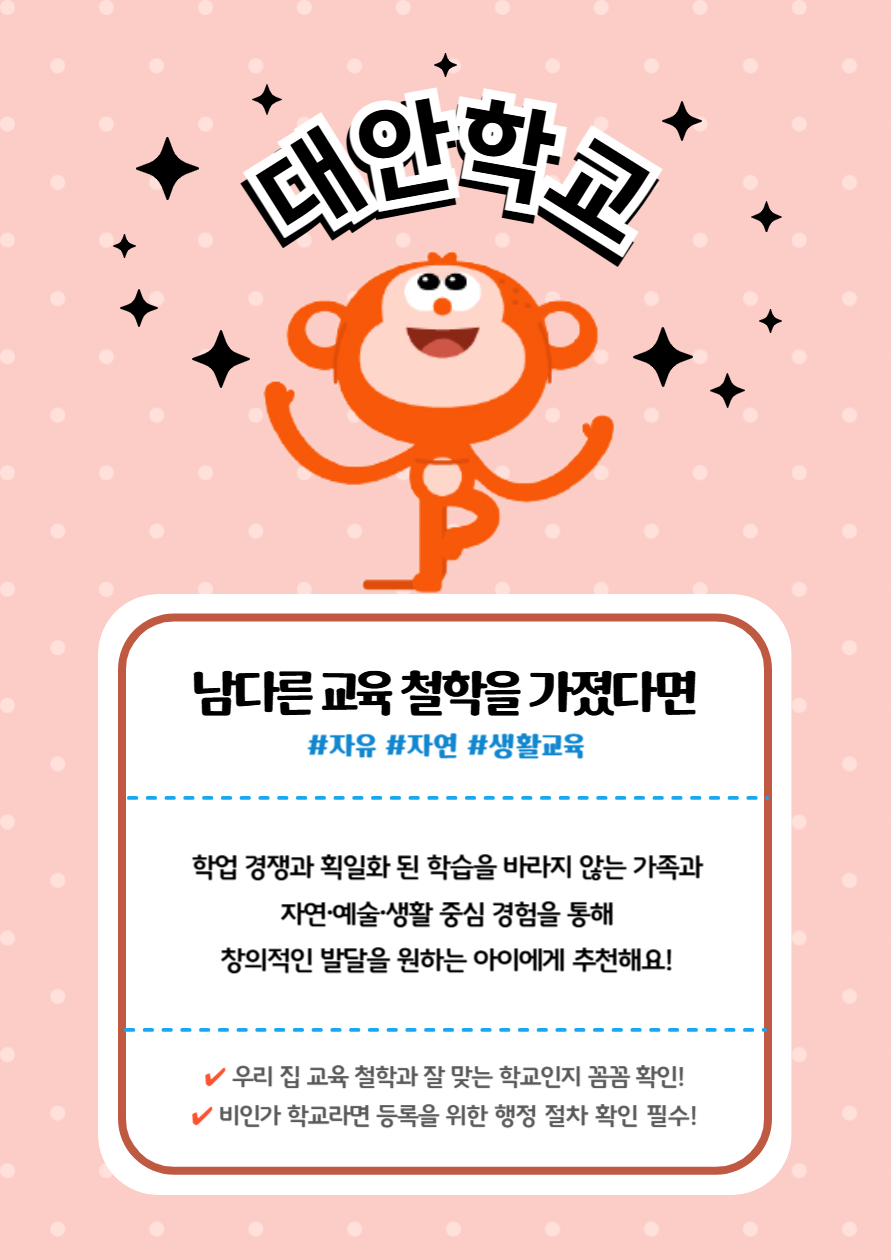 대안학교
남다른 교육 철학을 가졌다면
#자유 #자연 #생활교육
학업 경쟁과 획일화 된 학습을 바라지 않는 가족과
자연·예술·생활 중심 경험을 통해
창의적인 발달을 원하는 아이에게 추천해요!
✔ 우리 집 교육 철학과 잘 맞는 학교인지 꼼꼼 확인!
✔ 비인가 학교라면 등록을 위한 행정 절차 확인 필수!